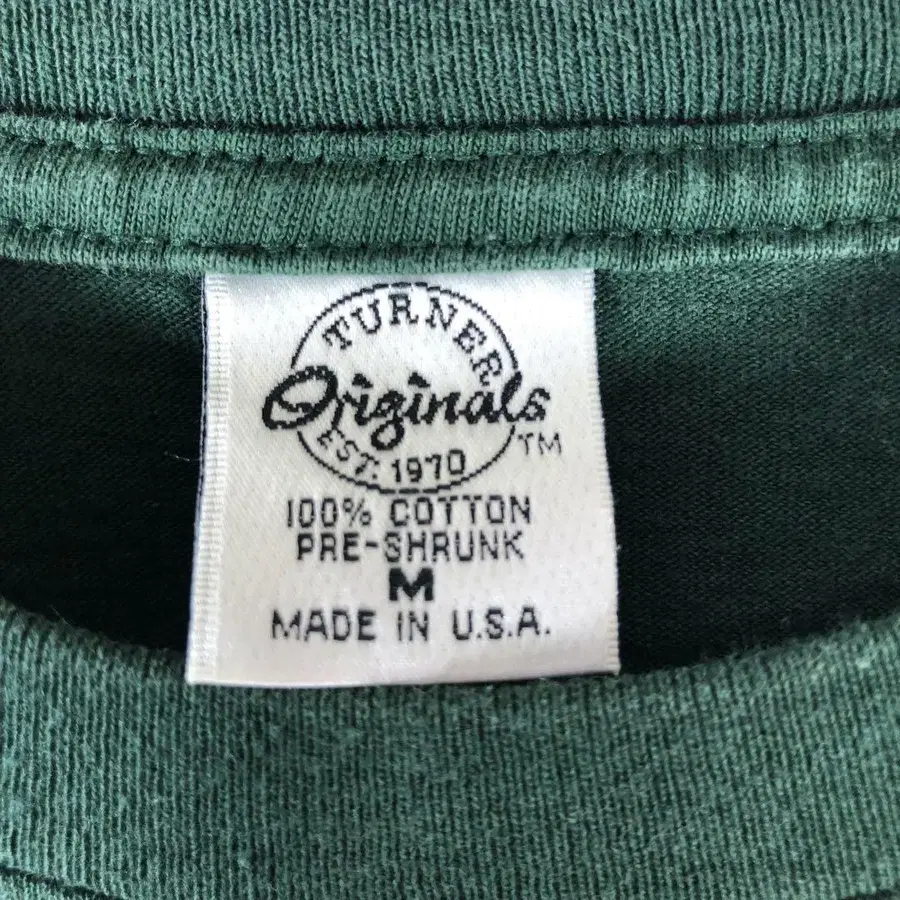 TURNER
Originals
TM
EST. 1970
100% COTTON
PRE-SHRUNK
M
MADE IN U.S.A.